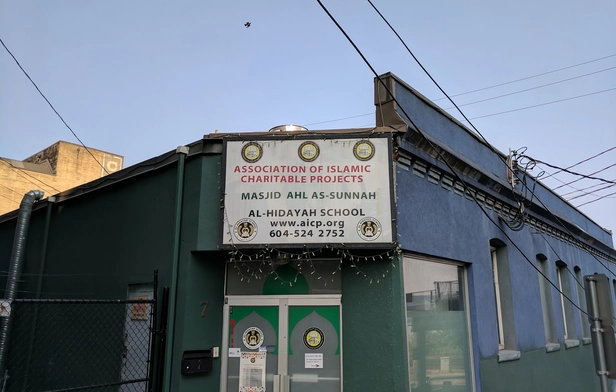 ASSOCIATION OF ISLAMIC
CHARITABLE PROJECTS
MASJID AHL AS-SUNNAH
AL-HIDAYAH SCHOOL
www.aicp.org
604-524 2752
7